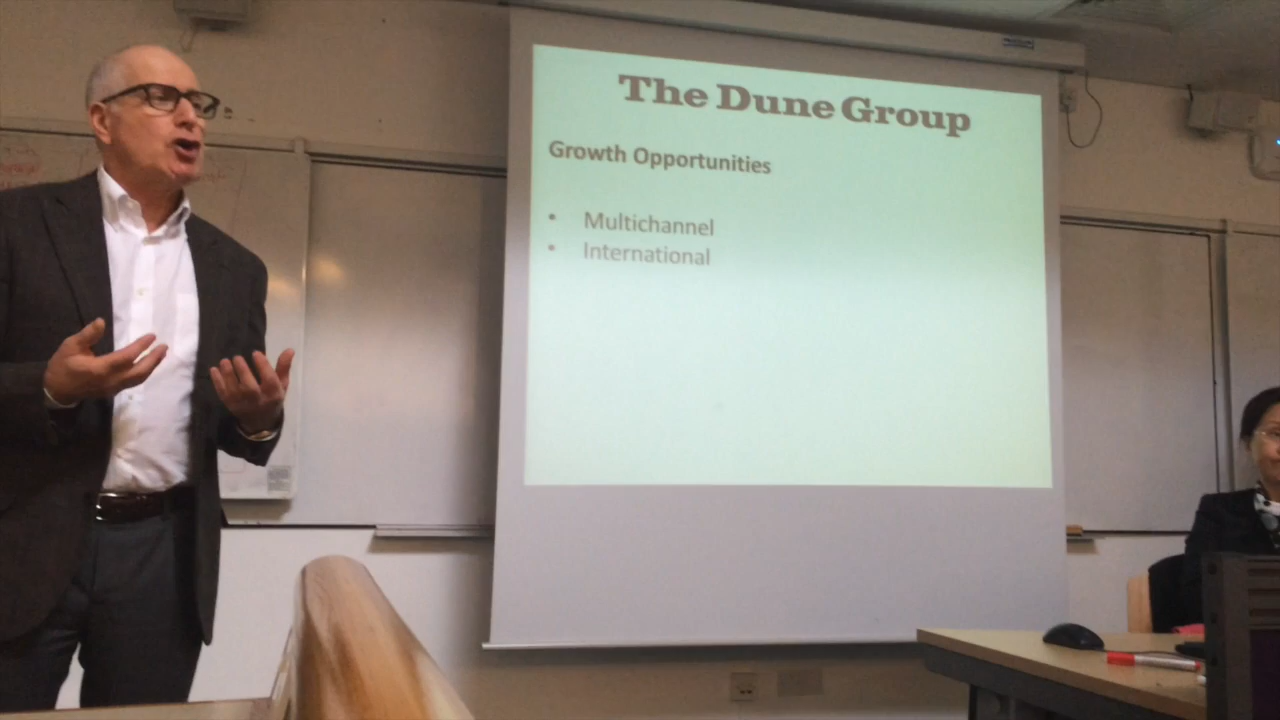 The Dune Group
Growth Opportunities
• Multichannel
• International